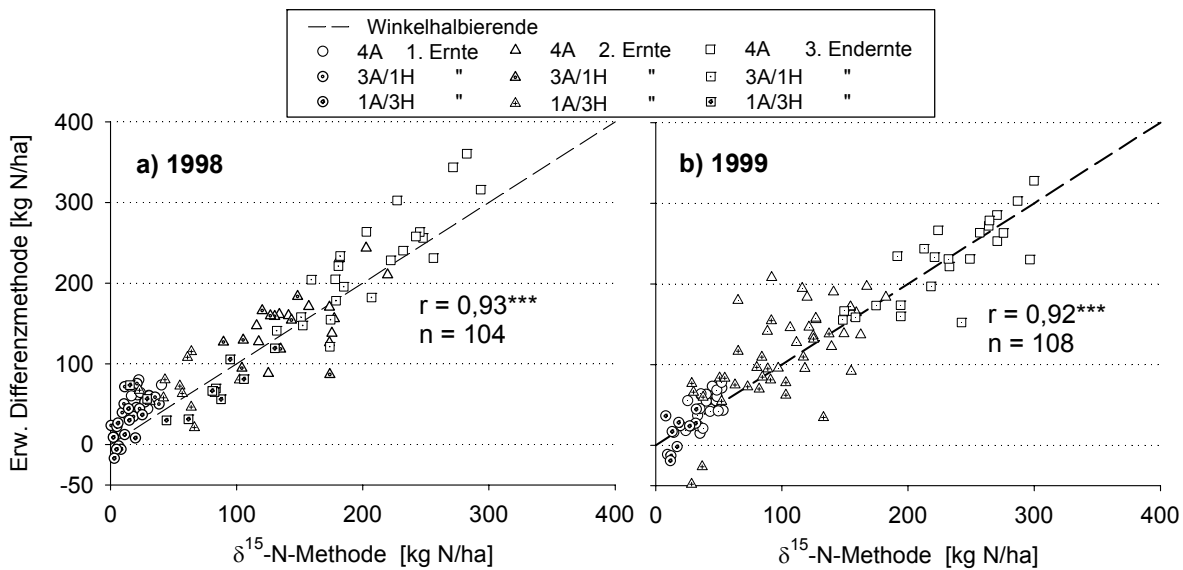 Winkelhalbierende
4A 1. Ernte 4A 2. Ernte 4A 3. Endernte
3A/1H " 3A/1H " 3A/1H "
1A/3H " 1A/3H " 1A/3H "
Erw. Differenzmethode [kg N/ha]
400
300
200
100
0
-50
a) 1998
r = 0,93***
n = 104
0 100 200 300 400
δ¹⁵-N-Methode [kg N/ha]
b) 1999
r = 0,92***
n = 108
0 100 200 300 400
δ¹⁵-N-Methode [kg N/ha]